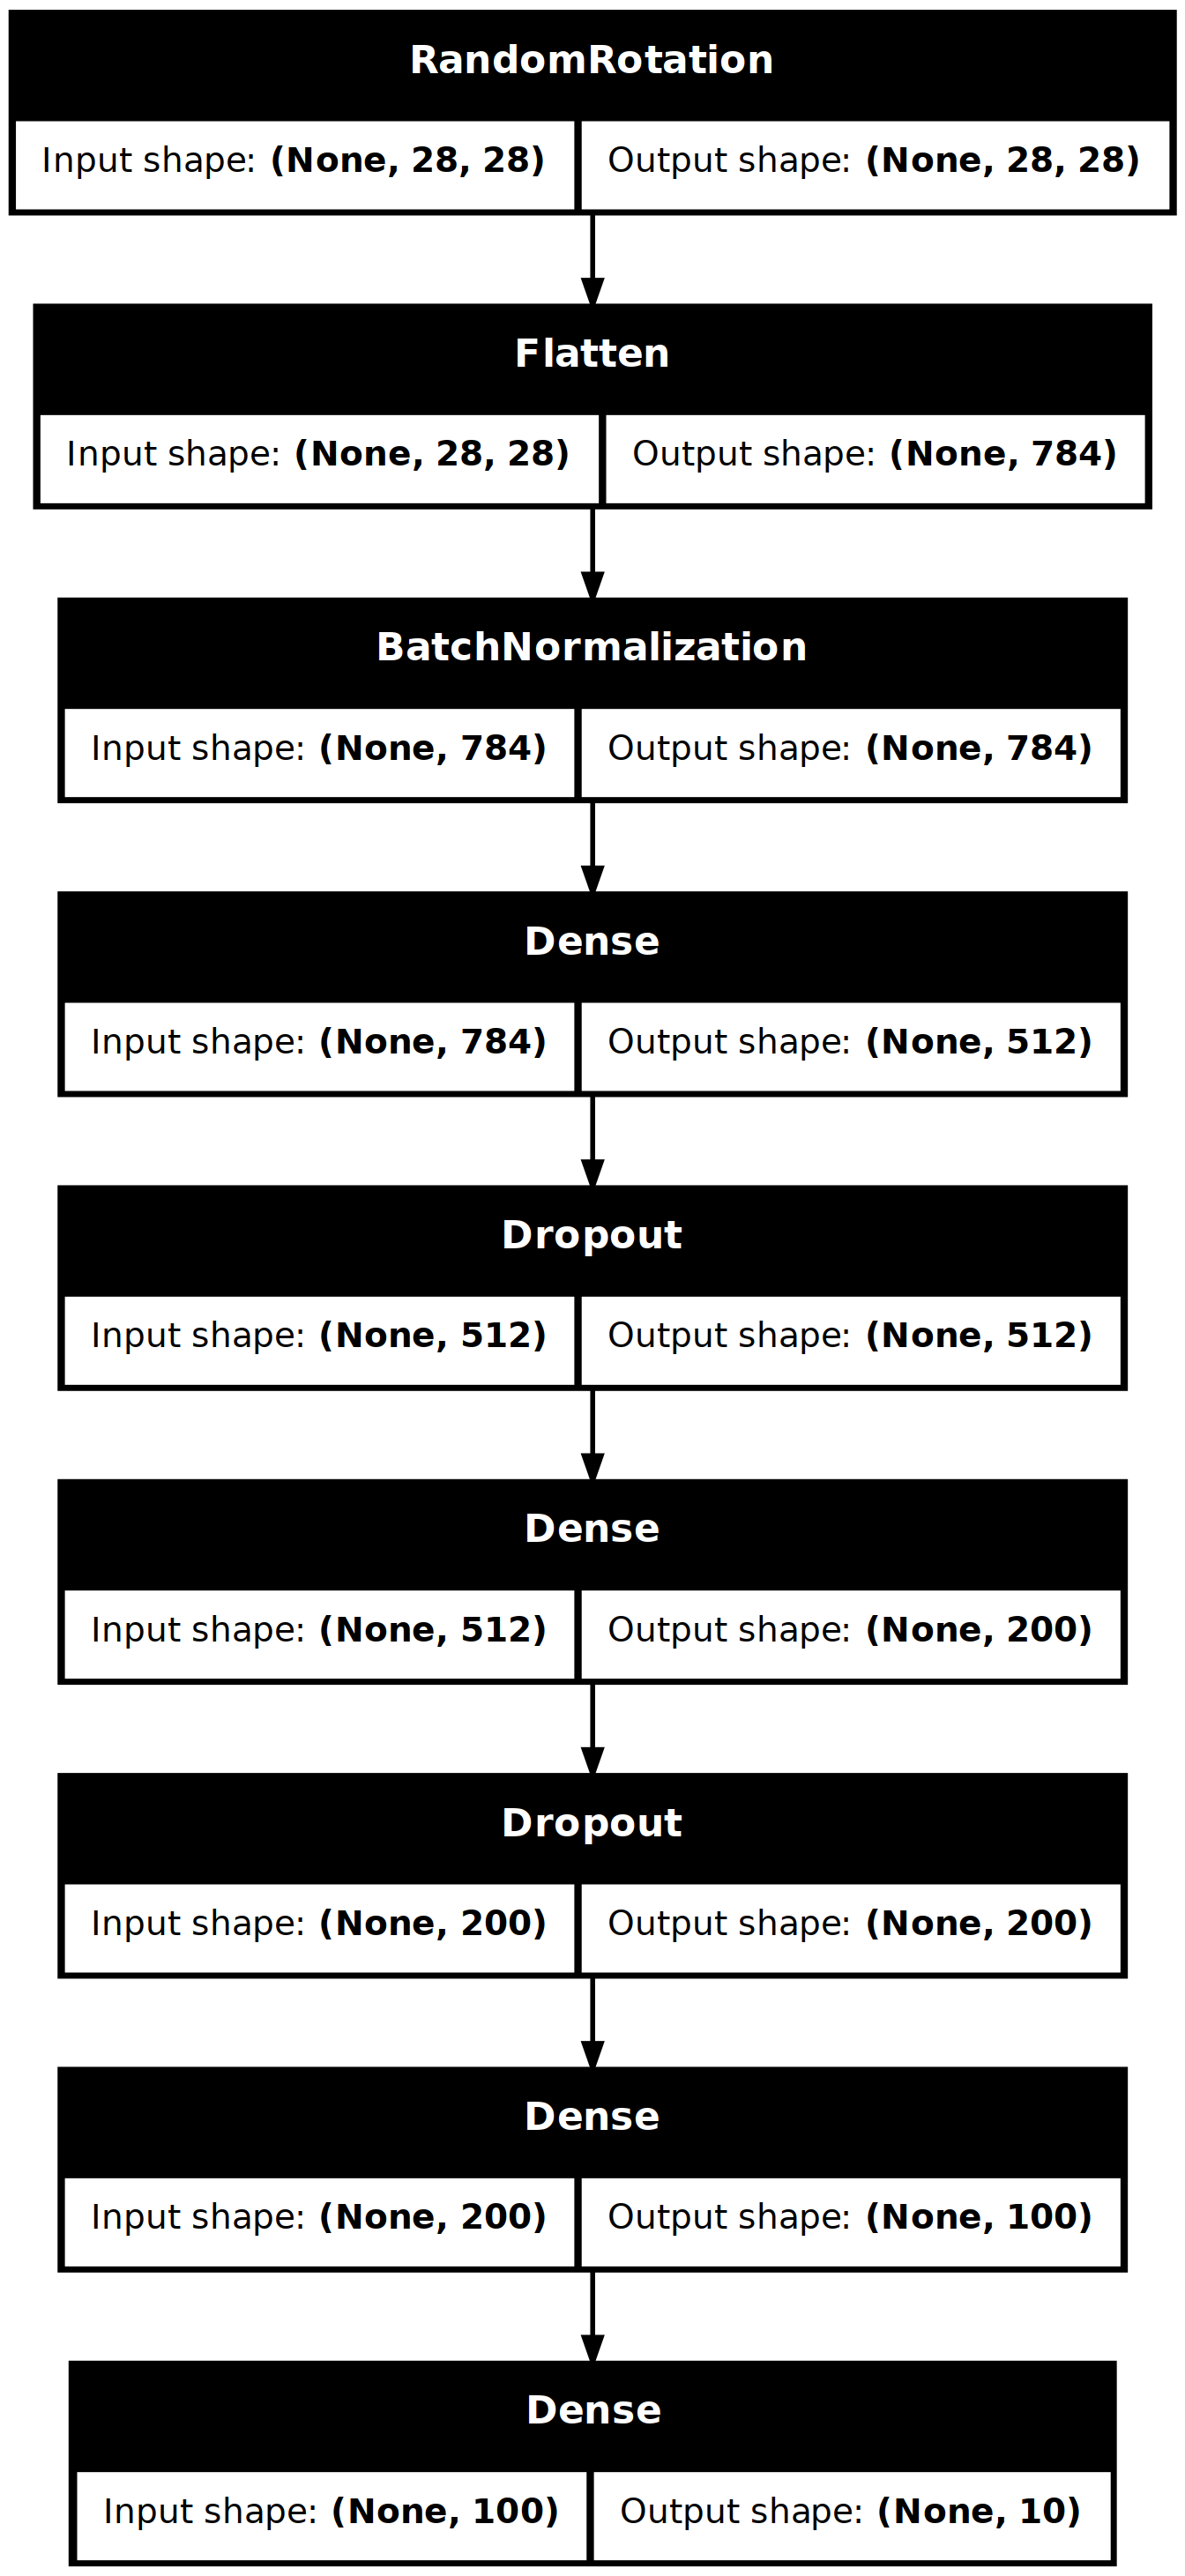 RandomRotation
Input shape: (None, 28, 28) Output shape: (None, 28, 28)
Flatten
Input shape: (None, 28, 28) Output shape: (None, 784)
BatchNormalization
Input shape: (None, 784) Output shape: (None, 784)
Dense
Input shape: (None, 784) Output shape: (None, 512)
Dropout
Input shape: (None, 512) Output shape: (None, 512)
Dense
Input shape: (None, 512) Output shape: (None, 200)
Dropout
Input shape: (None, 200) Output shape: (None, 200)
Dense
Input shape: (None, 200) Output shape: (None, 100)
Dense
Input shape: (None, 100) Output shape: (None, 10)